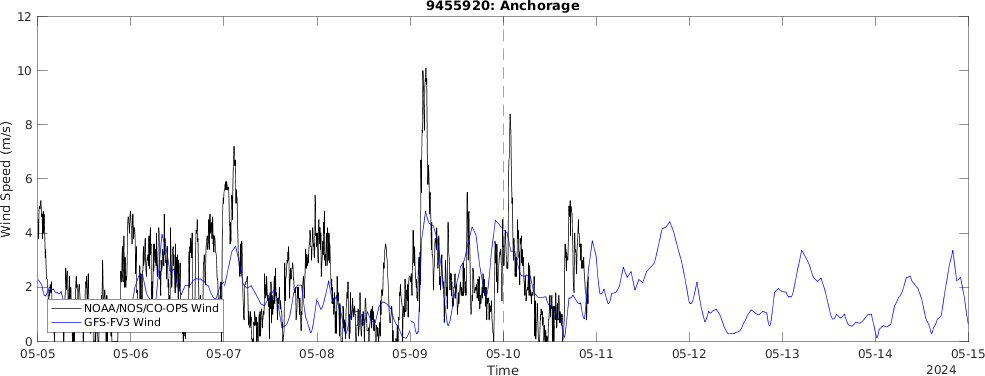 9455920: Anchorage
12
10
8
6
4
2
0
Wind Speed (m/s)
NOAA/NOS/CO-OPS Wind
GFS-FV3 Wind
05-05 05-06 05-07 05-08 05-09 05-10 05-11 05-12 05-13 05-14 05-15
Time
2024